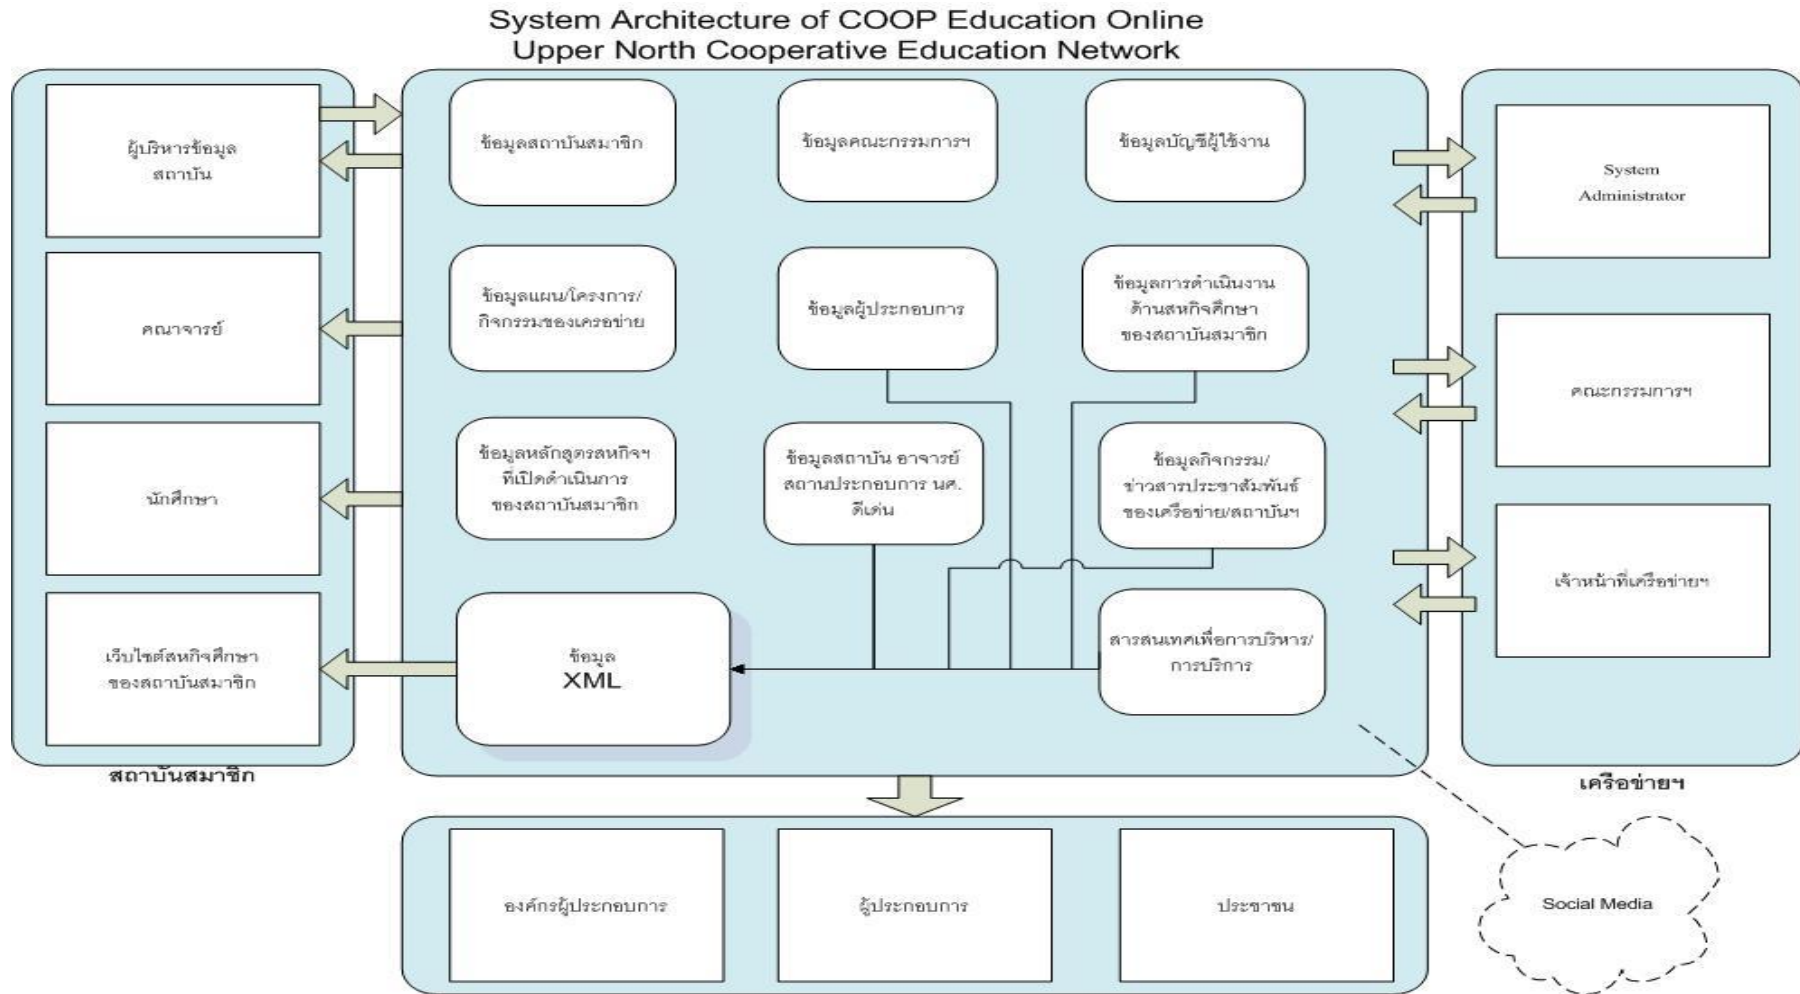 System Architecture of COOP Education Online
Upper North Cooperative Education Network
ผู้บริหารข้อมูล
สถาบัน
คณาจารย์
นักศึกษา
เว็บไซต์สหกิจศึกษา
ของสถาบันสมาชิก
สถาบันสมาชิก
ข้อมูลสถาบันสมาชิก
ข้อมูลคณะกรรมการฯ
ข้อมูลบัญชีผู้ใช้งาน
ข้อมูลแผน/โครงการ/
กิจกรรมของเครอข่าย
ข้อมูลผู้ประกอบการ
ข้อมูลการดำเนินงาน
ด้านสหกิจศึกษา
ของสถาบันสมาชิก
ข้อมูลหลักสูตรสหกิจฯ
ที่เปิดดำเนินการ
ของสถาบันสมาชิก
ข้อมูลสถาบัน อาจารย์
สถานประกอบการ นศ.
ดีเด่น
ข้อมูลกิจกรรม/
ข่าวสารประชาสัมพันธ์
ของเครือข่าย/สถาบันฯ
ข้อมูล
XML
สารสนเทศเพื่อการบริหาร/
การบริการ
System
Administrator
คณะกรรมการฯ
เจ้าหน้าที่เครือข่ายฯ
เครือข่ายฯ
องค์กรผู้ประกอบการ
ผู้ประกอบการ
ประชาชน
Social Media